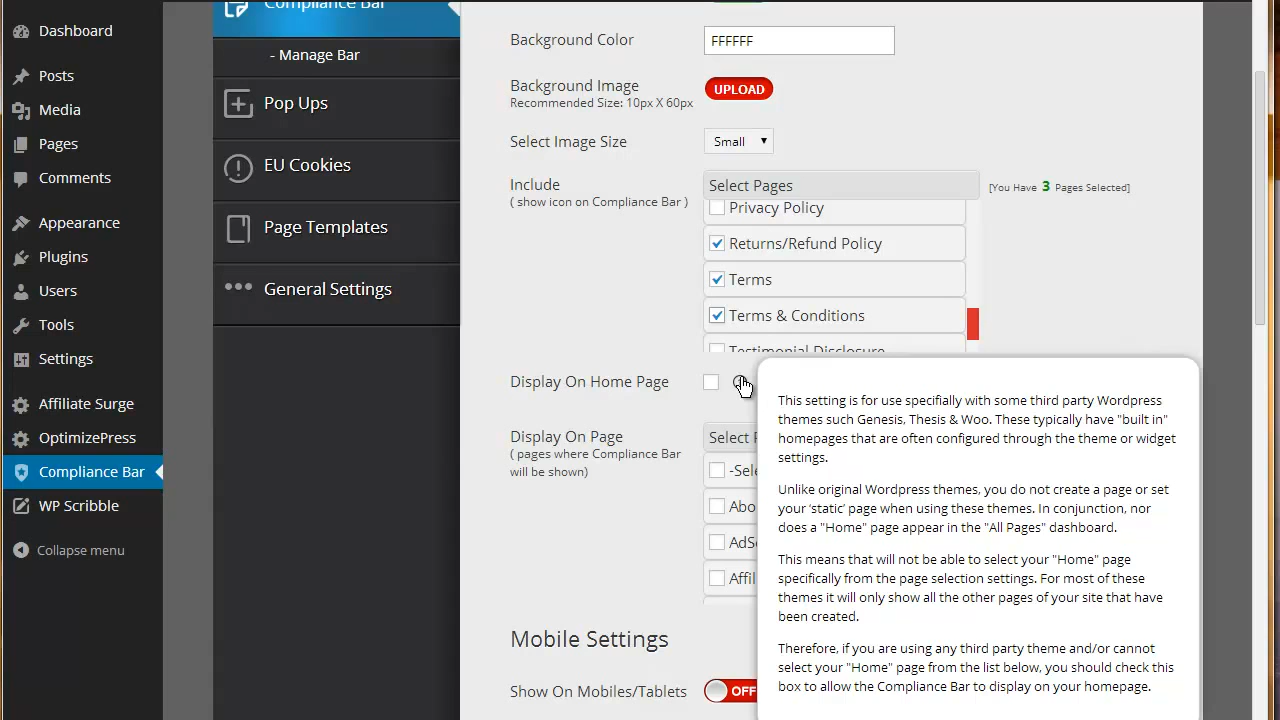 Dashboard
Posts
Media
Pages
Comments
Appearance
Plugins
Users
Tools
Settings
Affiliate Surge
OptimizePress
Compliance Bar
WP Scribble
Collapse menu
Compliance Bar
- Manage Bar
Pop Ups
EU Cookies
Page Templates
General Settings
Background Color
FFFFFF
Background Image
Recommended Size: 10px X 60px
UPLOAD
Select Image Size
Small
Include
( show icon on Compliance Bar )
Select Pages
[You Have 3 Pages Selected]
Privacy Policy
Returns/Refund Policy
Terms
Terms & Conditions
Testimonial Disclosure
Display On Home Page
Display On Page
( pages where Compliance Bar
will be shown)
Select P
-Sele
Abo
AdSe
Affil
Mobile Settings
Show On Mobiles/Tablets
OFF
This setting is for use specifially with some third party Wordpress
themes such Genesis, Thesis & Woo. These typically have "built in"
homepages that are often configured through the theme or widget
settings.
Unlike original Wordpress themes, you do not create a page or set
your 'static' page when using these themes. In conjunction, nor
does a "Home" page appear in the "All Pages" dashboard.
This means that will not be able to select your "Home" page
specifically from the page selection settings. For most of these
themes it will only show all the other pages of your site that have
been created.
Therefore, if you are using any third party theme and/or cannot
select your "Home" page from the list below, you should check this
box to allow the Compliance Bar to display on your homepage.